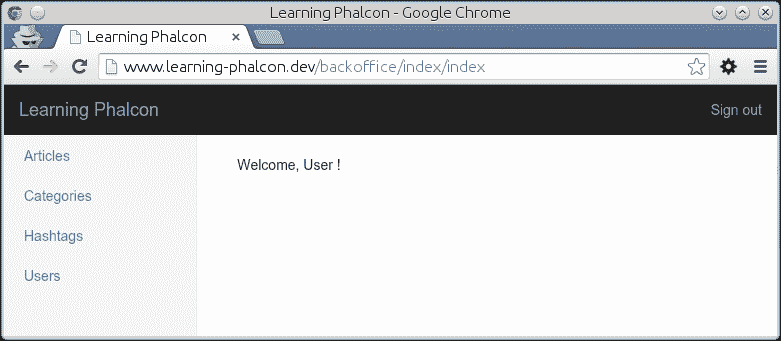 Learning Phalcon - Google Chrome
Learning Phalcon
www.learning-phalcon.dev/backoffice/index/index
Learning Phalcon
Sign out
Articles
Welcome, User !
Categories
Hashtags
Users